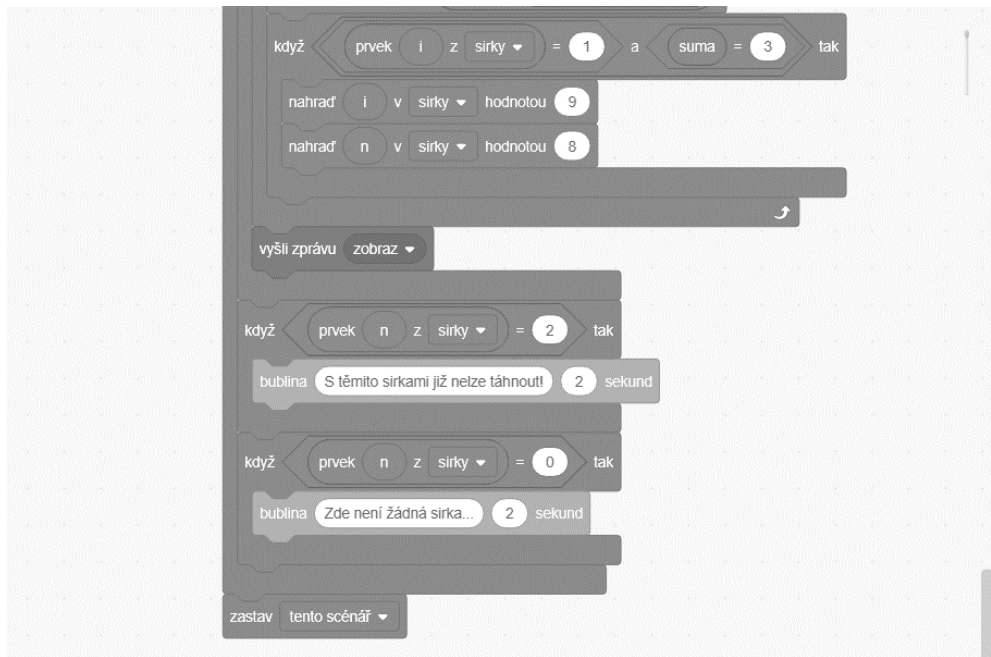 když prvek i z sirky = 1 a suma = 3 tak
nahraď i v sirky hodnotou 9
nahraď n v sirky hodnotou 8
vyšli zprávu zobraz
když prvek n z sirky = 2 tak
bublina S těmito sirkami již nelze táhnout! 2 sekund
když prvek n z sirky = 0 tak
bublina Zde není žádná sirka... 2 sekund
zastav tento scénář